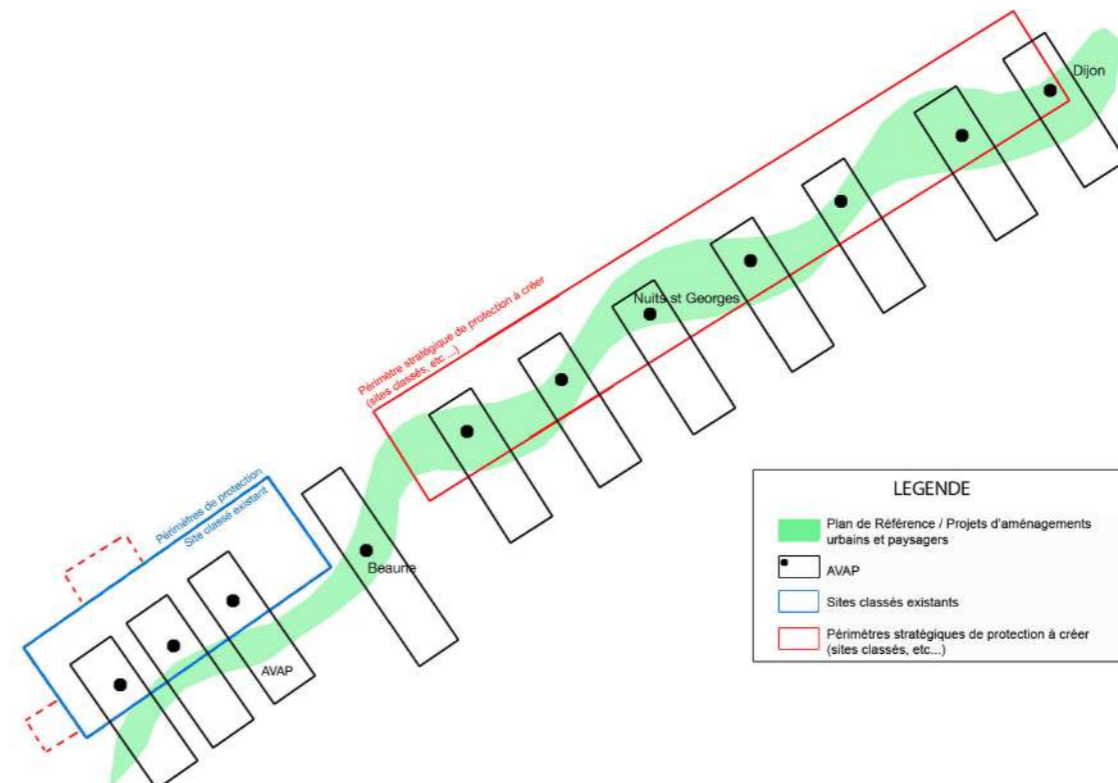 Dijon
Périmètre stratégique de protection à créer
(sites classés, etc ...)
Nuits st Georges
Périmètres de protection
Site classé existant
Beaune
AVAP
LEGENDE
Plan de Référence / Projets d'aménagements
urbains et paysagers
AVAP
Sites classés existants
Périmètres stratégiques de protection à créer
(sites classés, etc...)